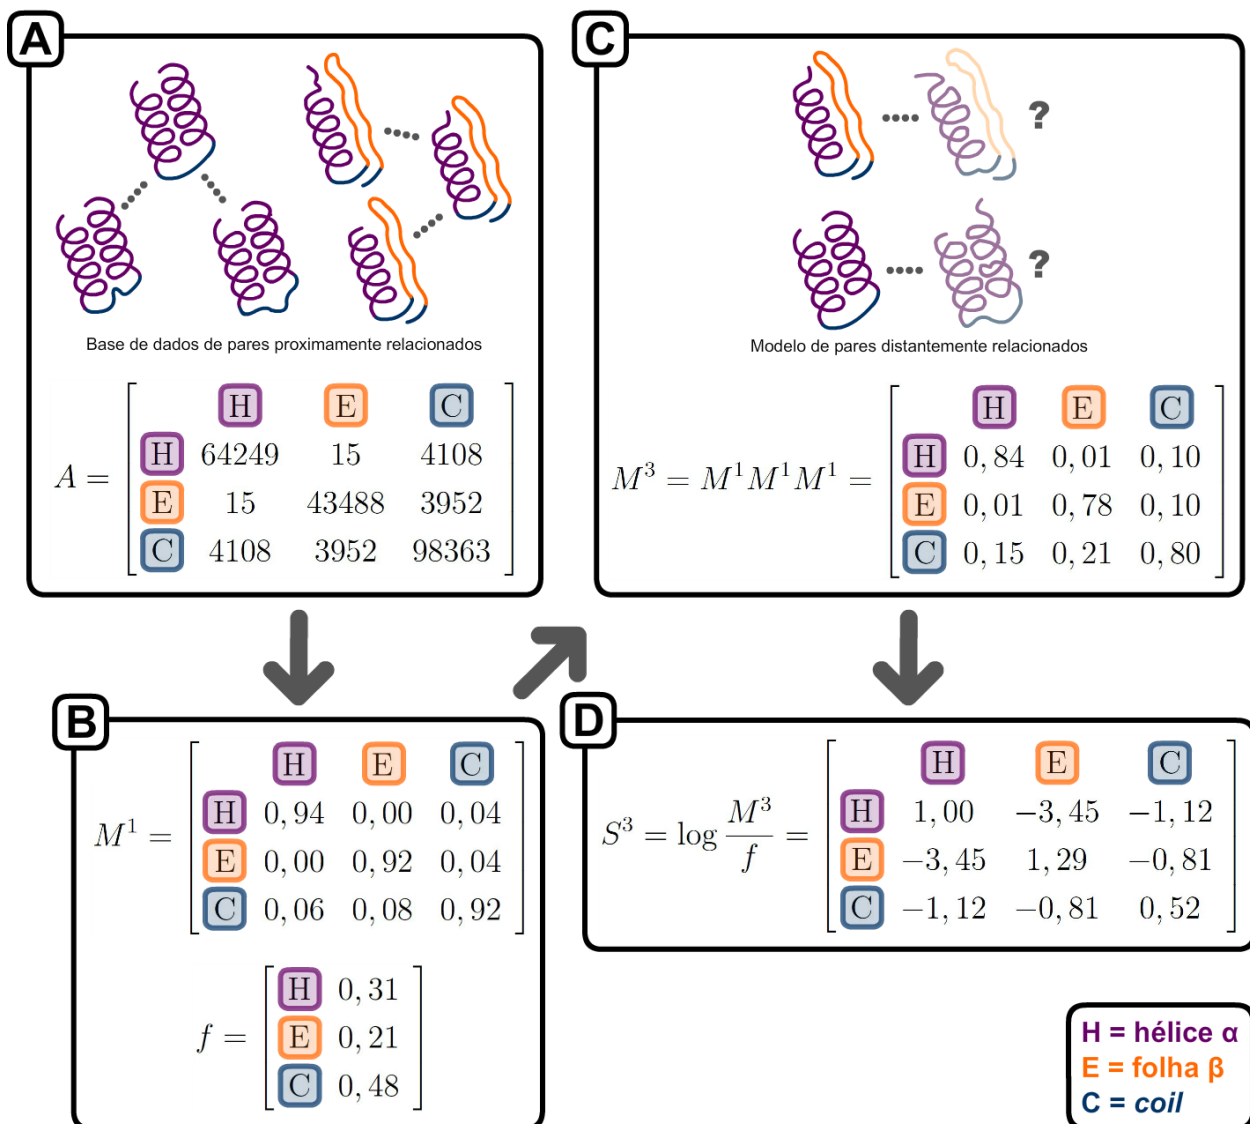 A
Base de dados de pares proximamente relacionados
H E C
H 64249 15 4108
A = E 15 43488 3952
C 4108 3952 98363
B
H E C
H 0,94 0,00 0,04
M¹ = E 0,00 0,92 0,04
C 0,06 0,08 0,92
H 0,31
f = E 0,21
C 0,48
C
?
?
Modelo de pares distantemente relacionados
H E C
H 0,84 0,01 0,10
M³ = M¹M¹M¹ = E 0,01 0,78 0,10
C 0,15 0,21 0,80
D
H E C
H 1,00 −3,45 −1,12
S³ = log M³/f = E −3,45 1,29 −0,81
C −1,12 −0,81 0,52
H = hélice α
E = folha β
C = coil